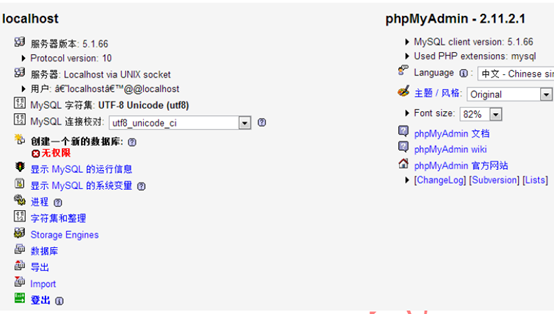 localhost
服务器版本: 5.1.66
Protocol version: 10
服务器: Localhost via UNIX socket
用户: â€˜localhostâ€™@@localhost
MySQL 字符集: UTF-8 Unicode (utf8)
MySQL 连接校对: utf8_unicode_ci
创建一个新的数据库:
无权限
显示 MySQL 的运行信息
显示 MySQL 的系统变量
进程
字符集和整理
Storage Engines
数据库
导出
Import
登出
phpMyAdmin - 2.11.2.1
MySQL client version: 5.1.66
Used PHP extensions: mysql
Language : 中文 - Chinese sim
主题 / 风格: Original
Font size: 82%
phpMyAdmin 文档
phpMyAdmin wiki
phpMyAdmin 官方网站
[ChangeLog] [Subversion] [Lists]